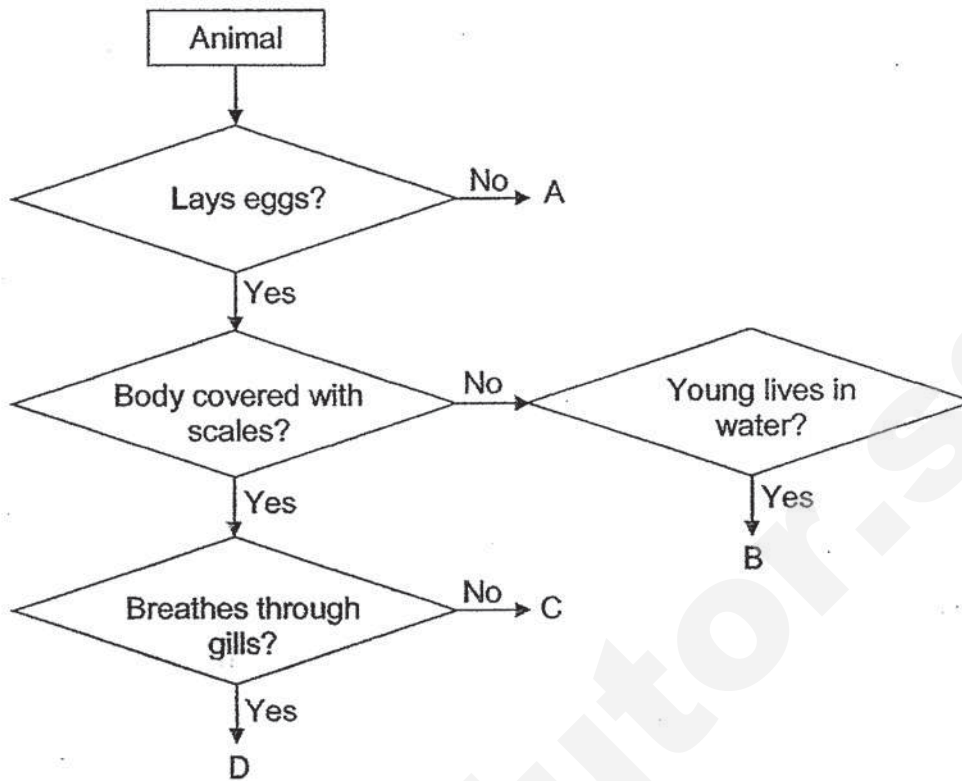 Animal
Lays eggs?
No
A
Yes
Body covered with
scales?
No
Young lives in
water?
Yes
B
Yes
Breathes through
gills?
No
C
Yes
D